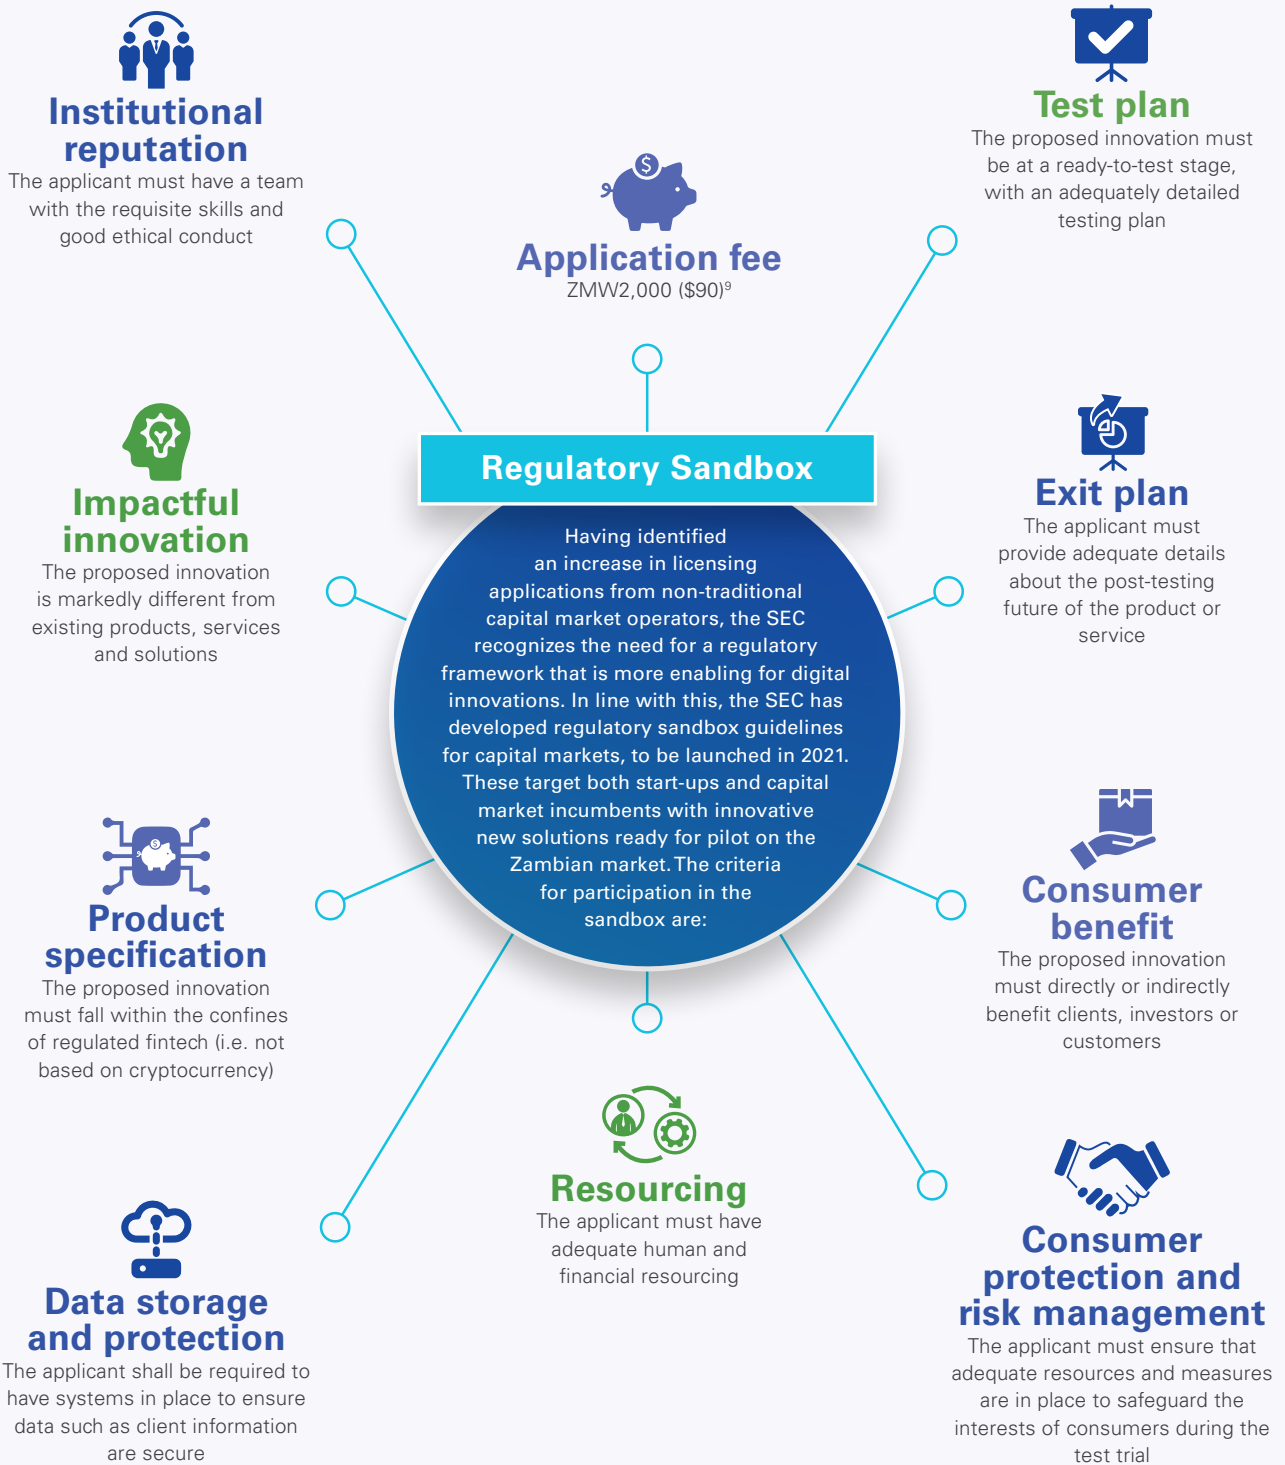 Institutional
reputation
The applicant must have a team
with the requisite skills and
good ethical conduct
Application fee
ZMW2,000 ($90)⁹
Test plan
The proposed innovation must
be at a ready-to-test stage,
with an adequately detailed
testing plan
Regulatory Sandbox
Having identified
an increase in licensing
applications from non-traditional
capital market operators, the SEC
recognizes the need for a regulatory
framework that is more enabling for digital
innovations. In line with this, the SEC has
developed regulatory sandbox guidelines
for capital markets, to be launched in 2021.
These target both start-ups and capital
market incumbents with innovative
new solutions ready for pilot on the
Zambian market. The criteria
for participation in the
sandbox are:
Impactful
innovation
The proposed innovation
is markedly different from
existing products, services
and solutions
Exit plan
The applicant must
provide adequate details
about the post-testing
future of the product or
service
Product
specification
The proposed innovation
must fall within the confines
of regulated fintech (i.e. not
based on cryptocurrency)
Consumer
benefit
The proposed innovation
must directly or indirectly
benefit clients, investors or
customers
Data storage
and protection
The applicant shall be required to
have systems in place to ensure
data such as client information
are secure
Resourcing
The applicant must have
adequate human and
financial resourcing
Consumer
protection and
risk management
The applicant must ensure that
adequate resources and measures
are in place to safeguard the
interests of consumers during the
test trial